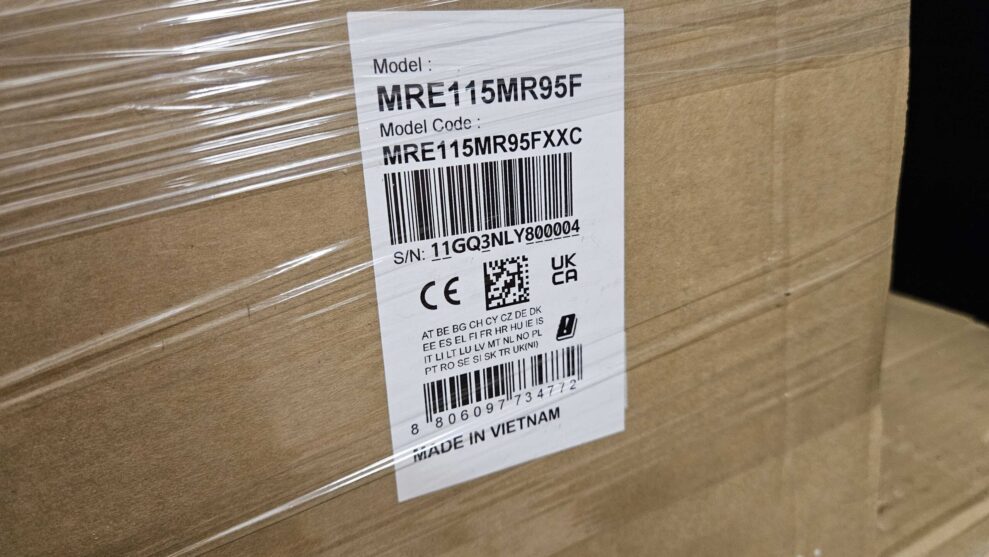 Model :
MRE115MR95F
Model Code :
MRE115MR95FXXC
S/N: 11GQ3NLY800004
CE
UK
CA
AT BE BG CH CY CZ DE DK
EE ES EL FI FR HR HU IE IS
IT LI LT LU LV MT NL NO PL
PT RO SE SI SK TR UK(NI)
8 806097 734772
MADE IN VIETNAM